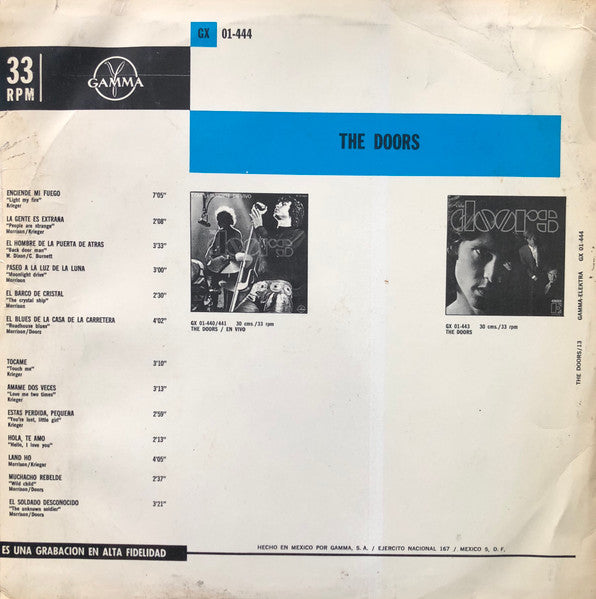 GX 01-444
33
RPM
GAMMA
THE DOORS
ENCIENDE MI FUEGO 7'05"
"Light my fire"
Krieger
LA GENTE ES EXTRAÑA 2'08"
"People are strange"
Morrison/Krieger
EL HOMBRE DE LA PUERTA DE ATRAS 3'33"
"Back door man"
W. Dixon/C. Burnett
PASEO A LA LUZ DE LA LUNA 3'00"
"Moonlight drive"
Morrison
EL BARCO DE CRISTAL 2'30"
"The crystal ship"
Morrison
EL BLUES DE LA CASA DE LA CARRETERA 4'02"
"Roadhouse blues"
Morrison/Doors
TOCAME 3'10"
"Touch me"
Krieger
AMAME DOS VECES 3'13"
"Love me two times"
Krieger
ESTAS PERDIDA, PEQUEÑA 2'59"
"You're lost, little girl"
Krieger
HOLA, TE AMO 2'13"
"Hello, I love you"
LAND HO 4'05"
Morrison/Krieger
MUCHACHO REBELDE 2'37"
"Wild child"
Morrison/Doors
EL SOLDADO DESCONOCIDO 3'21"
"The unknown soldier"
Morrison/Doors
EN VIVO
doors
GX 01-440/441 30 cms./33 rpm
THE DOORS / EN VIVO
doors
GX 01-443 30 cms./33 rpm
THE DOORS
THE DOORS/13 GAMMA-ELEKTRA GX 01-444
ES UNA GRABACION EN ALTA FIDELIDAD
HECHO EN MEXICO POR GAMMA, S. A. / EJERCITO NACIONAL 167 / MEXICO 5, D. F.